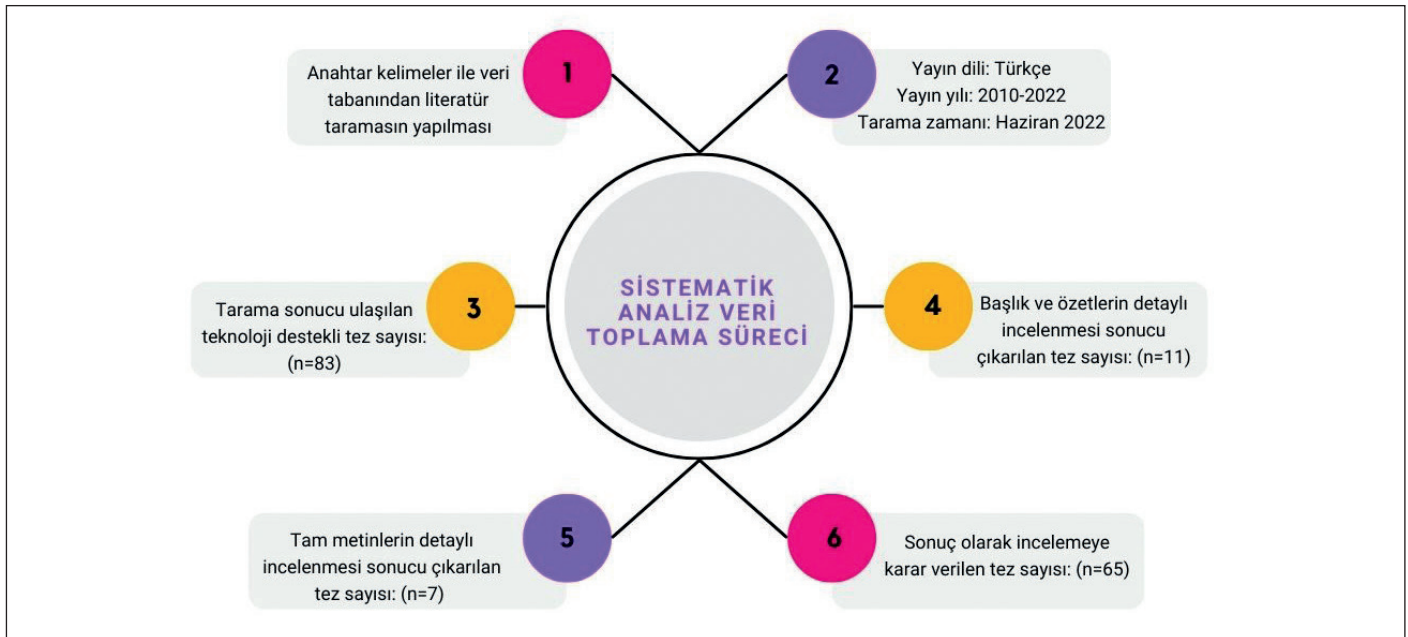 1
Anahtar kelimeler ile veri
tabanından literatür
taramasın yapılması
2
Yayın dili: Türkçe
Yayın yılı: 2010-2022
Tarama zamanı: Haziran 2022
SİSTEMATİK
ANALİZ VERİ
TOPLAMA SÜRECİ
3
Tarama sonucu ulaşılan
teknoloji destekli tez sayısı:
(n=83)
4
Başlık ve özetlerin detaylı
incelenmesi sonucu
çıkarılan tez sayısı: (n=11)
5
Tam metinlerin detaylı
incelenmesi sonucu çıkarılan
tez sayısı: (n=7)
6
Sonuç olarak incelemeye
karar verilen tez sayısı: (n=65)